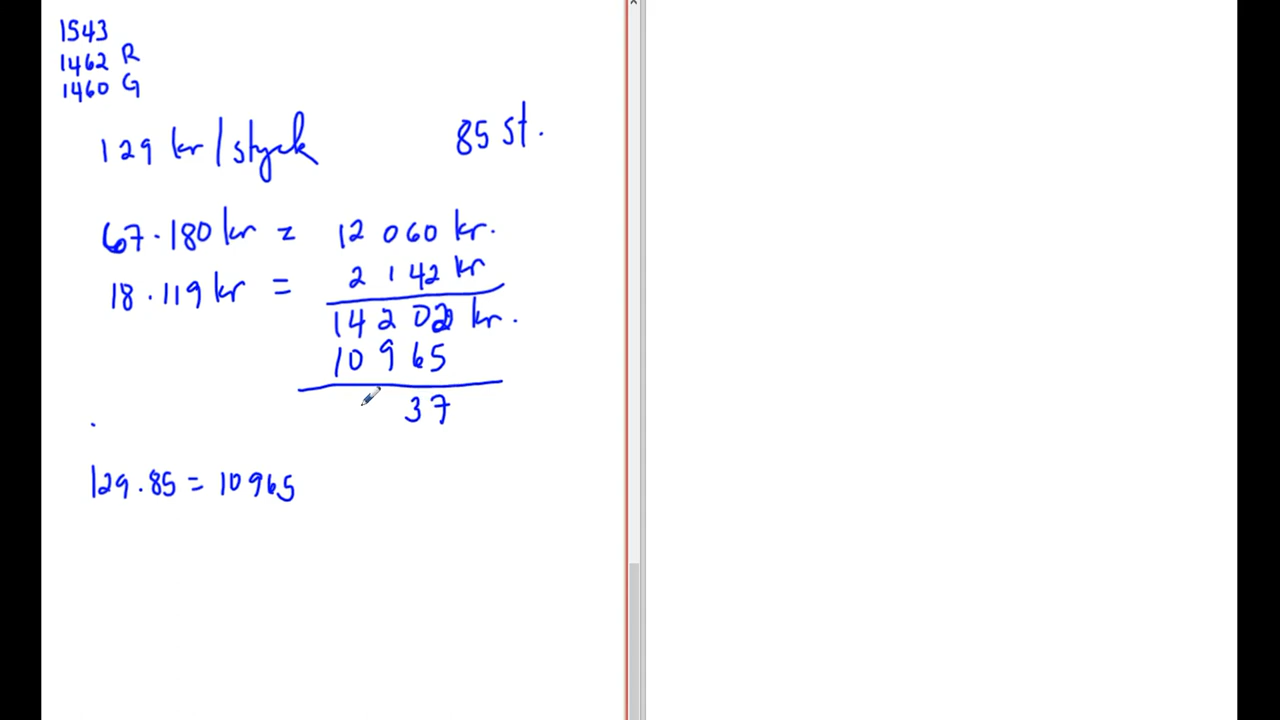 1543
1462 R
1460 G
129 kr/styck 85 st.
67·180 kr = 12 060 kr.
18·119 kr = 2 142 kr
14 202 kr.
10 965
37
129·85 = 10965